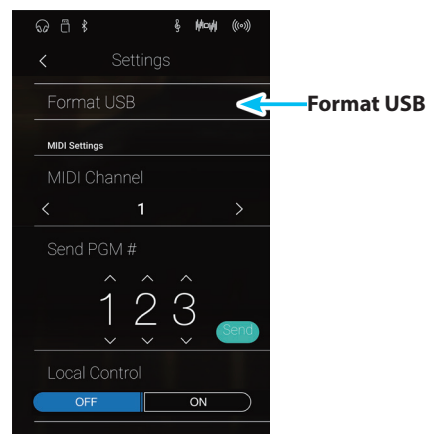 Settings
Format USB
Format USB
MIDI Settings
MIDI Channel
1
Send PGM #
1 2 3
Send
Local Control
OFF ON